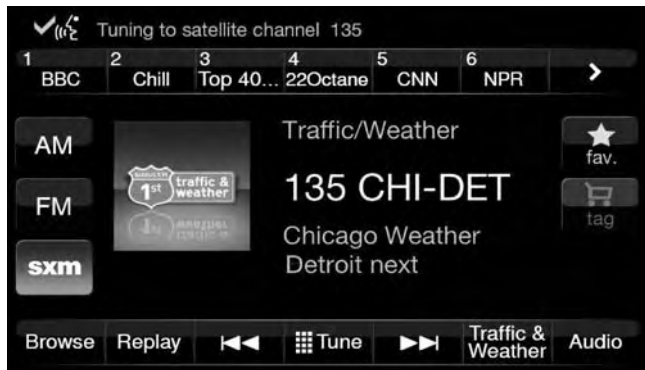 Tuning to satellite channel 135
1 2 3 4 5 6
BBC Chill Top 40... 22Octane CNN NPR
AM
FM
sxm
1st traffic & weather
Traffic/Weather
135 CHI-DET
Chicago Weather
Detroit next
fav.
tag
Browse Replay Tune Traffic & Weather Audio